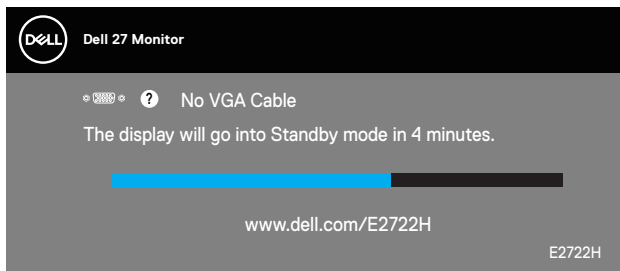 DELL
Dell 27 Monitor
? No VGA Cable
The display will go into Standby mode in 4 minutes.
www.dell.com/E2722H
E2722H